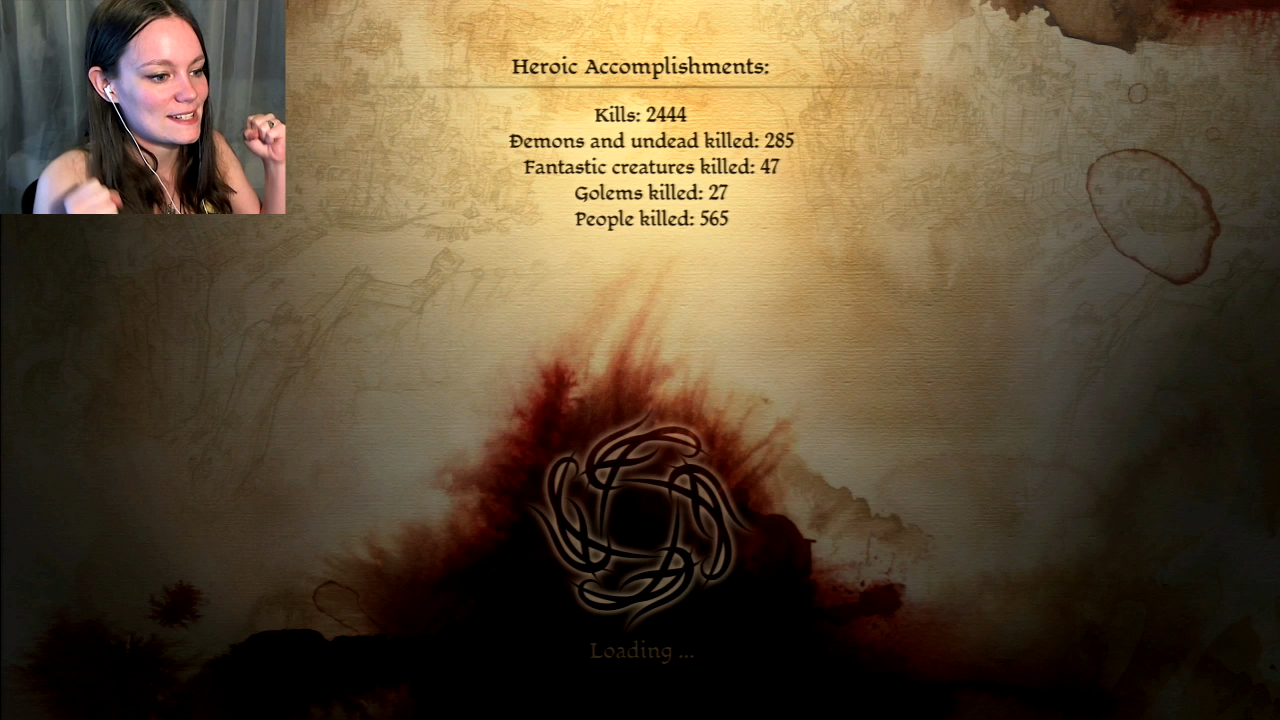 Heroic Accomplishments:
Kills: 2444
Demons and undead killed: 285
Fantastic creatures killed: 47
Golems killed: 27
People killed: 565
Loading ...